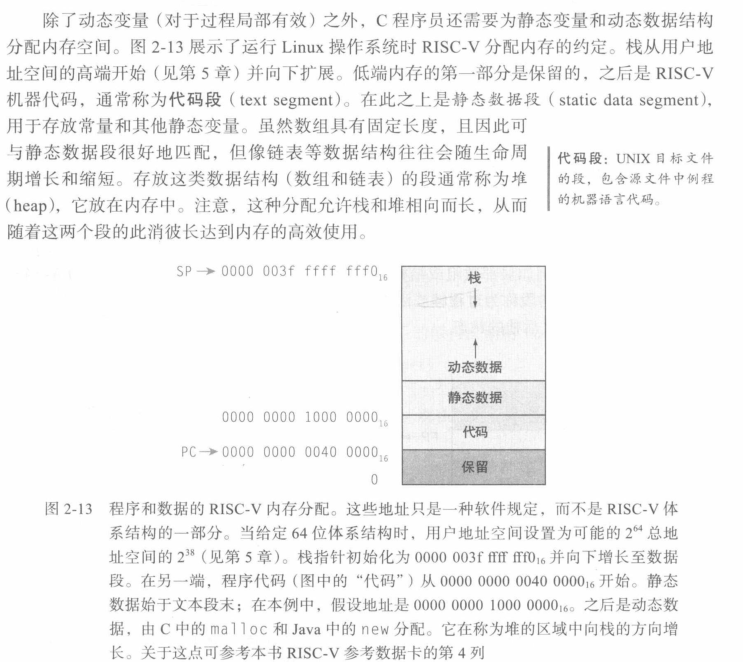 除了动态变量（对于过程局部有效）之外，C 程序员还需要为静态变量和动态数据结构
分配内存空间。图 2-13 展示了运行 Linux 操作系统时 RISC-V 分配内存的约定。栈从用户地
址空间的高端开始（见第 5 章）并向下扩展。低端内存的第一部分是保留的，之后是 RISC-V
机器代码，通常称为代码段（text segment）。在此之上是静态数据段（static data segment），
用于存放常量和其他静态变量。虽然数组具有固定长度，且因此可
与静态数据段很好地匹配，但像链表等数据结构往往会随生命周
期增长和缩短。存放这类数据结构（数组和链表）的段通常称为堆
（heap），它放在内存中。注意，这种分配允许栈和堆相向而长，从而
随着这两个段的此消彼长达到内存的高效使用。
代码段：UNIX 目标文件
的段，包含源文件中例程
的机器语言代码。
SP → 0000 003f ffff fff0₁₆
栈
动态数据
静态数据
0000 0000 1000 0000₁₆
代码
PC → 0000 0000 0040 0000₁₆
保留
0
图 2-13 程序和数据的 RISC-V 内存分配。这些地址只是一种软件规定，而不是 RISC-V 体
系结构的一部分。当给定 64 位体系结构时，用户地址空间设置为可能的 2⁶⁴ 总地
址空间的 2³⁸（见第 5 章）。栈指针初始化为 0000 003f ffff fff0₁₆ 并向下增长至数据
段。在另一端，程序代码（图中的“代码”）从 0000 0000 0040 0000₁₆ 开始。静态
数据始于文本段末；在本例中，假设地址是 0000 0000 1000 0000₁₆。之后是动态数
据，由 C 中的 malloc 和 Java 中的 new 分配。它在称为堆的区域中向栈的方向增
长。关于这点可参考本书 RISC-V 参考数据卡的第 4 列